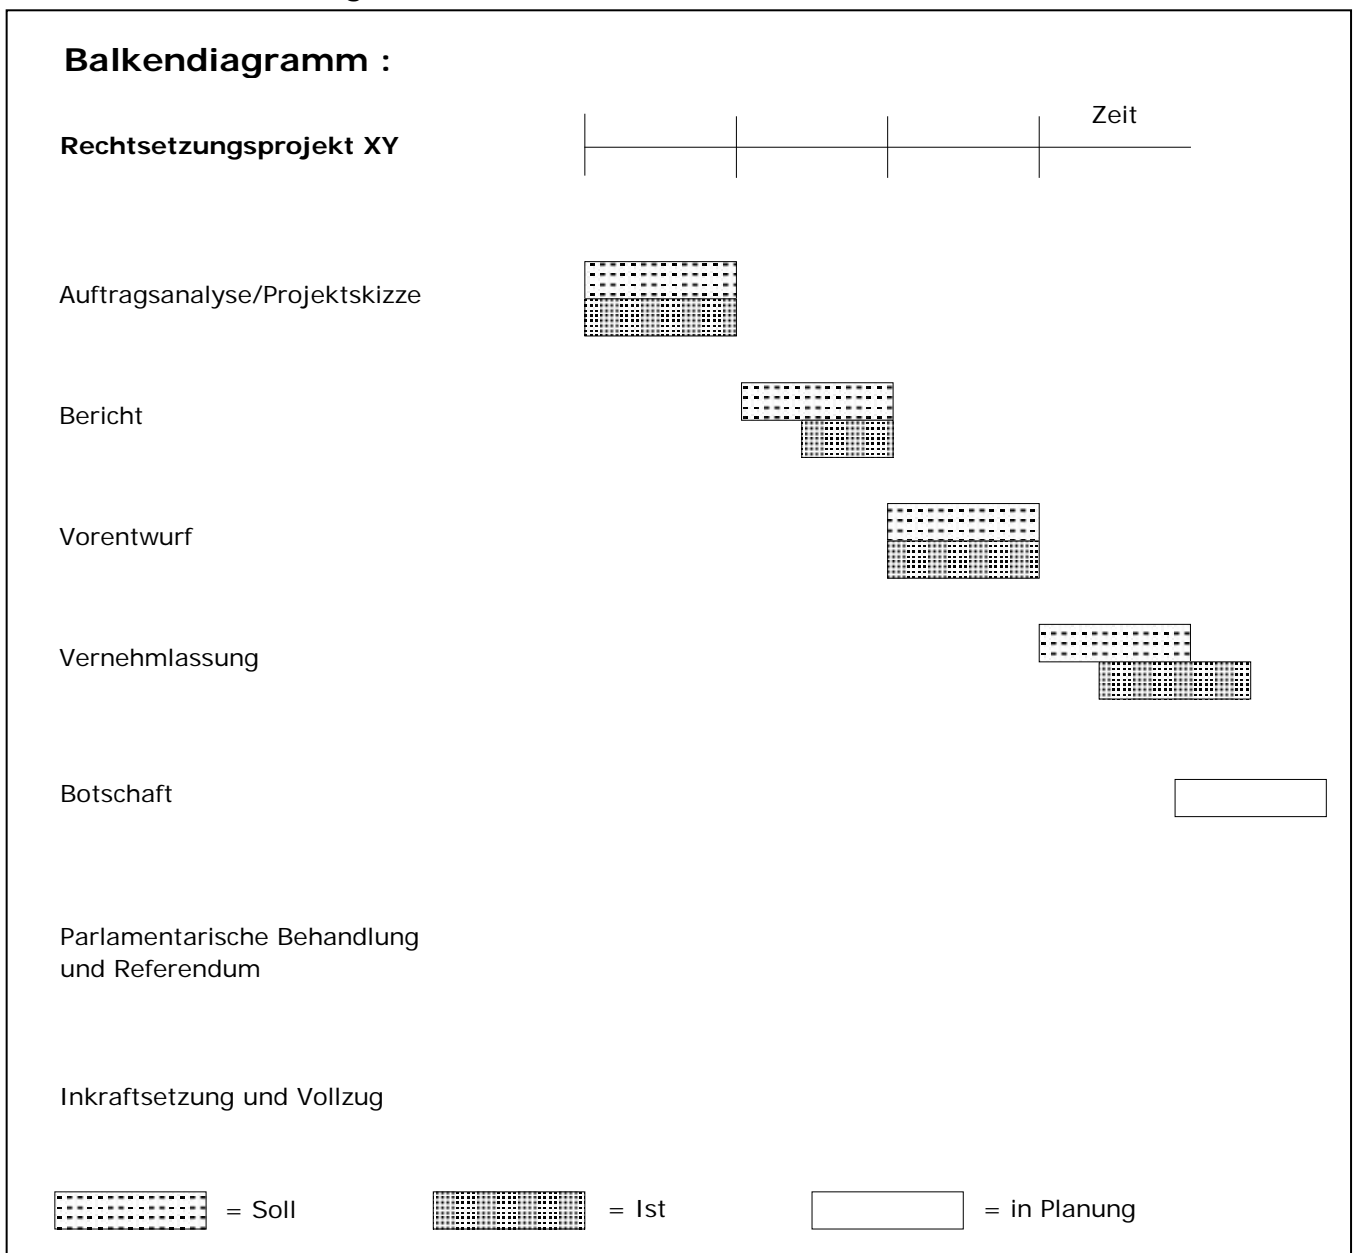 Balkendiagramm :
Zeit
Rechtsetzungsprojekt XY
Auftragsanalyse/Projektskizze
Bericht
Vorentwurf
Vernehmlassung
Botschaft
Parlamentarische Behandlung
und Referendum
Inkraftsetzung und Vollzug
= Soll
= Ist
= in Planung